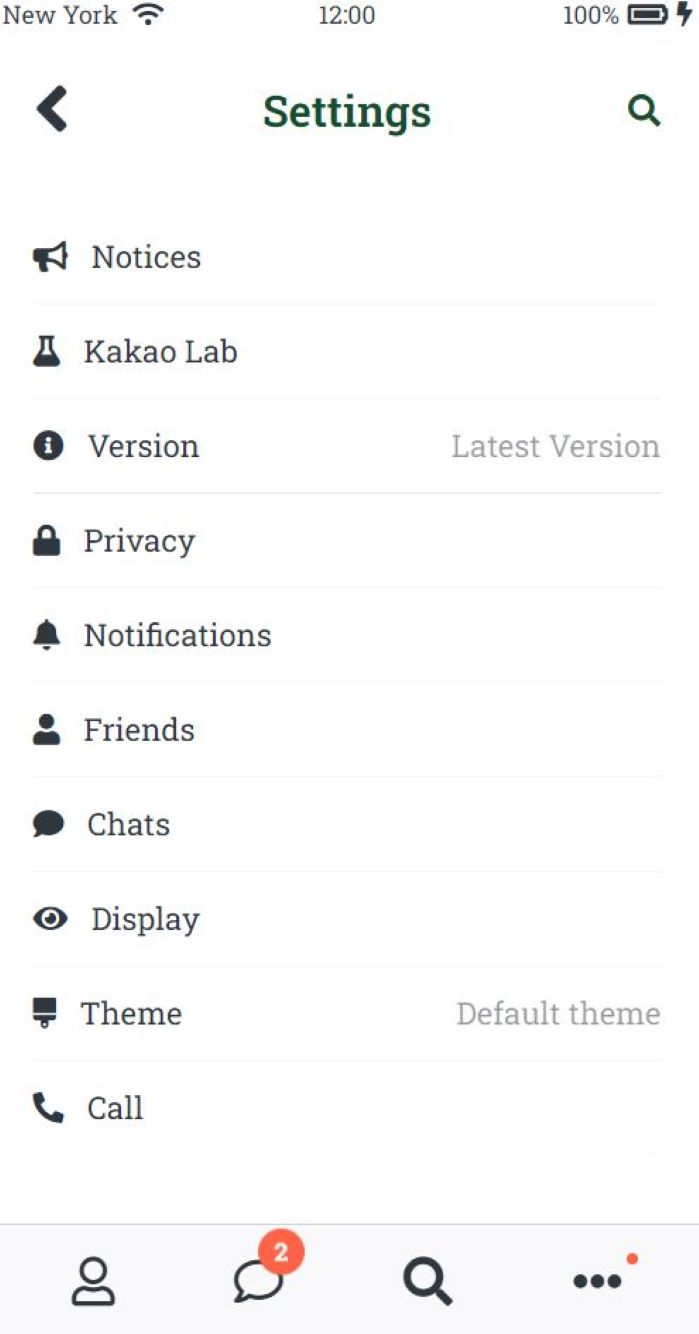 New York 12:00 100%
Settings
Notices
Kakao Lab
Version Latest Version
Privacy
Notifications
Friends
Chats
Display
Theme Default theme
Call
2